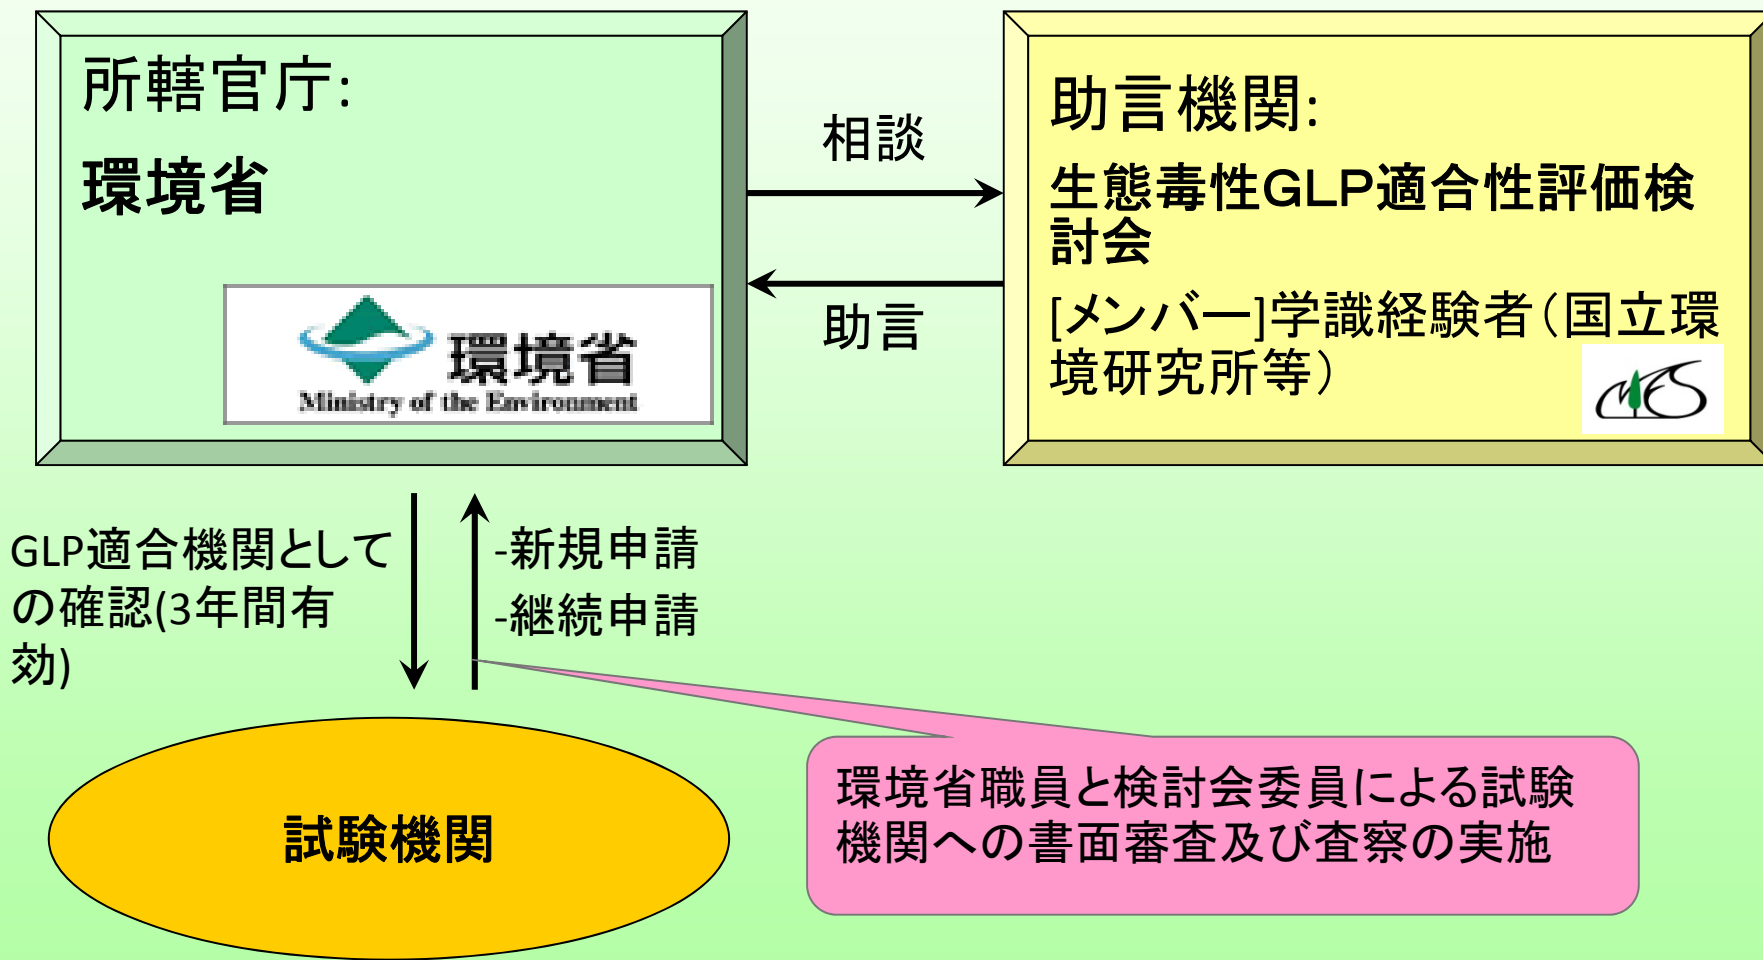 所轄官庁:
環境省
環境省
Ministry of the Environment
相談
助言
助言機関:
生態毒性GLP適合性評価検
討会
[メンバー]学識経験者（国立環
境研究所等）
NIES
GLP適合機関として
の確認(3年間有
効)
-新規申請
-継続申請
試験機関
環境省職員と検討会委員による試験
機関への書面審査及び査察の実施